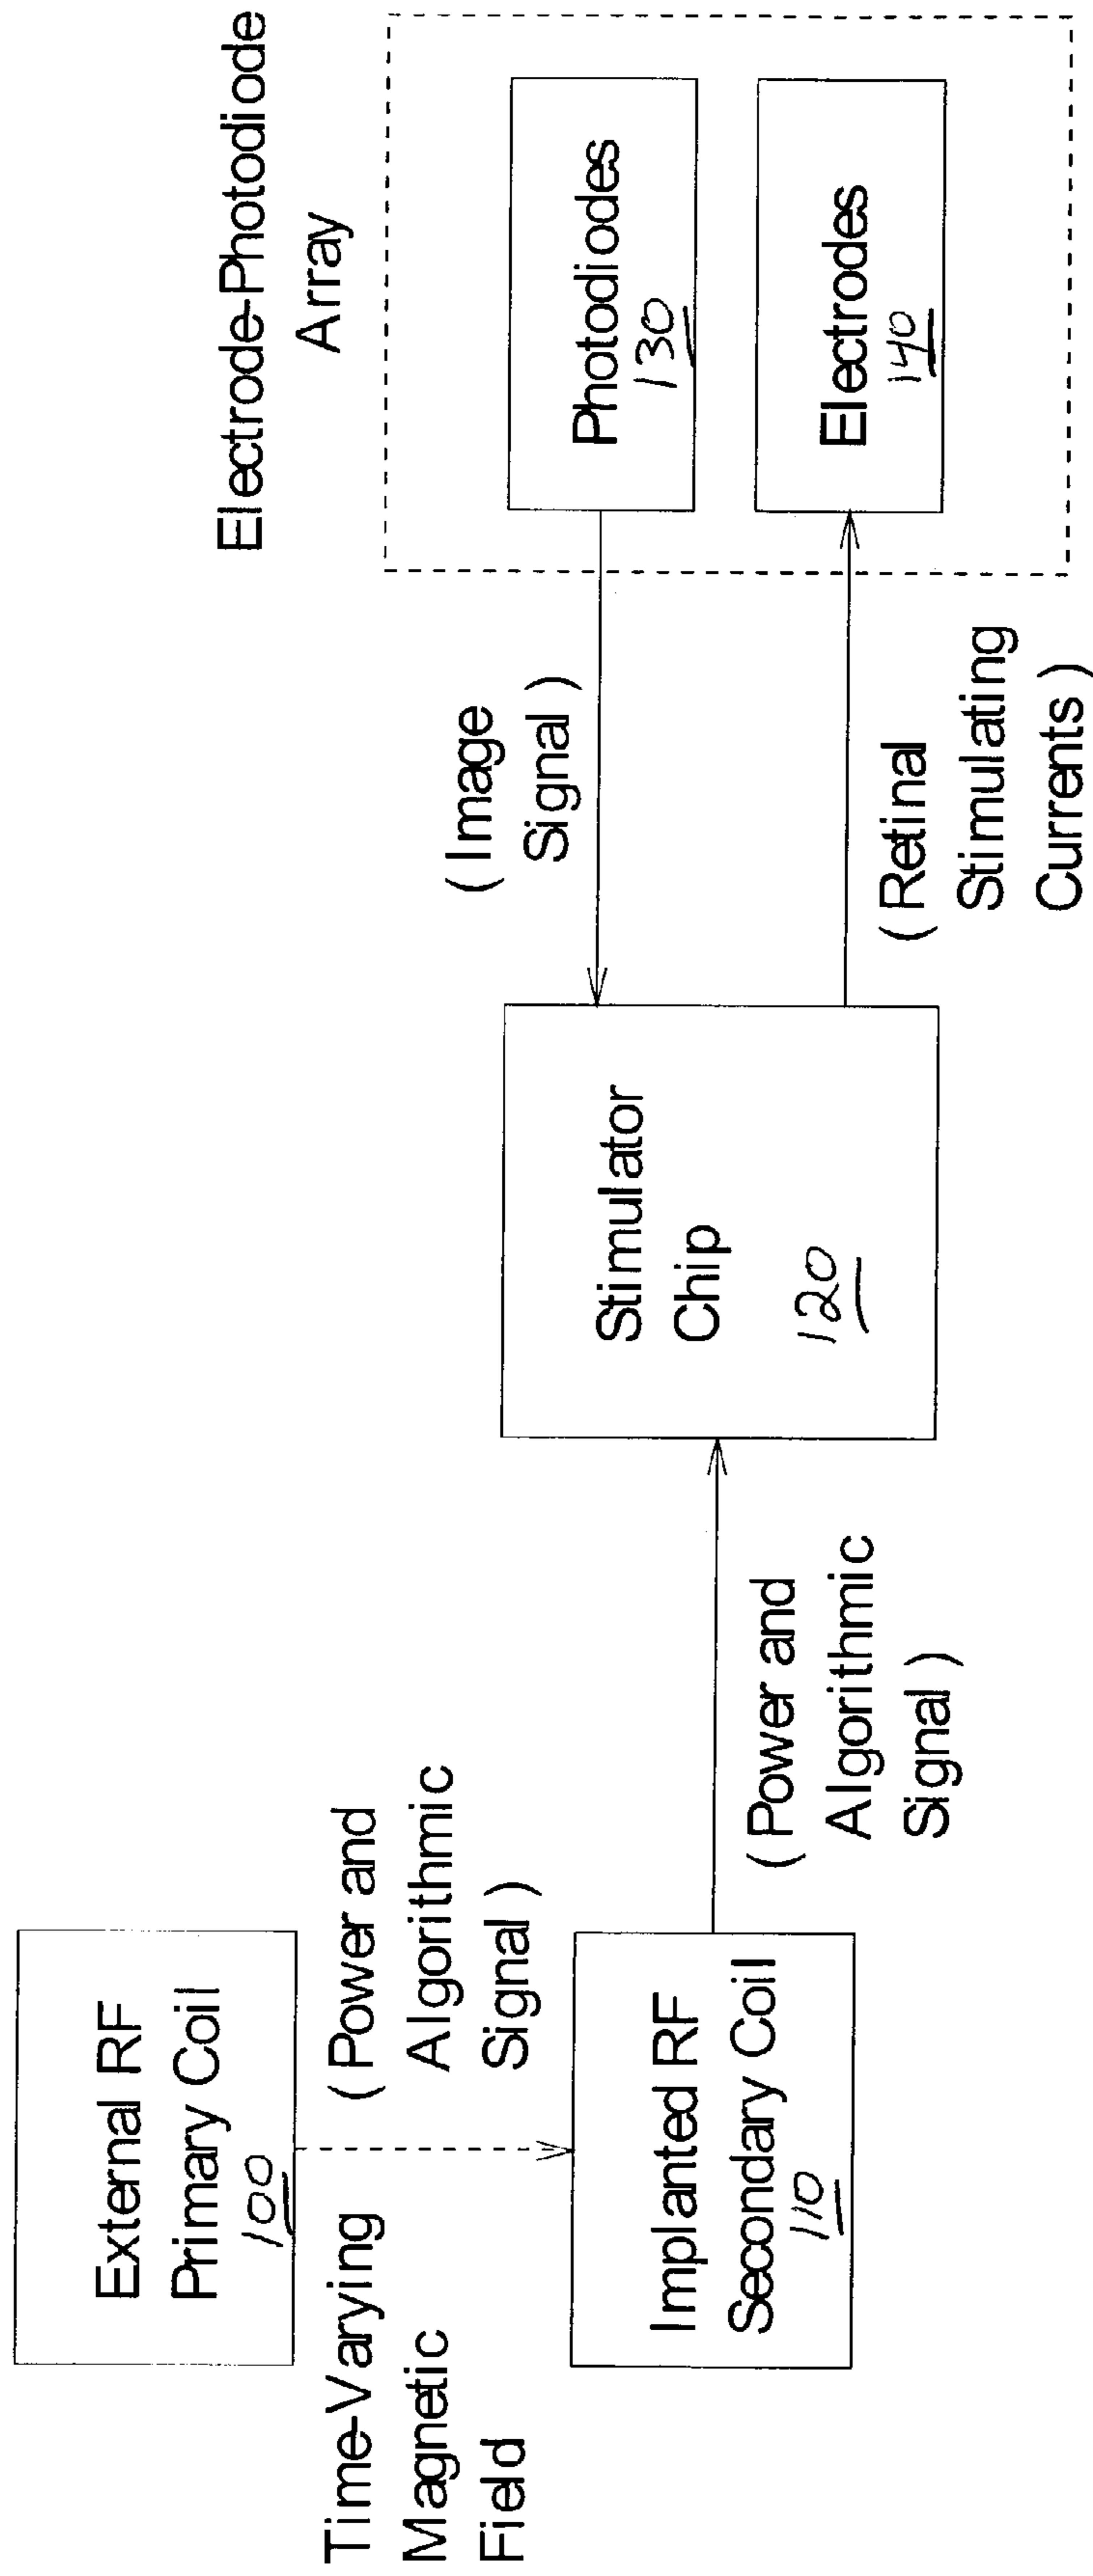 External RF
Primary Coil
100
Time-Varying
Magnetic
Field
( Power and
Algorithmic
Signal )
Implanted RF
Secondary Coil
110
( Power and
Algorithmic
Signal )
Stimulator
Chip
120
( Image
Signal )
( Retinal
Stimulating
Currents )
Electrode-Photodiode
Array
Photodiodes
130
Electrodes
140